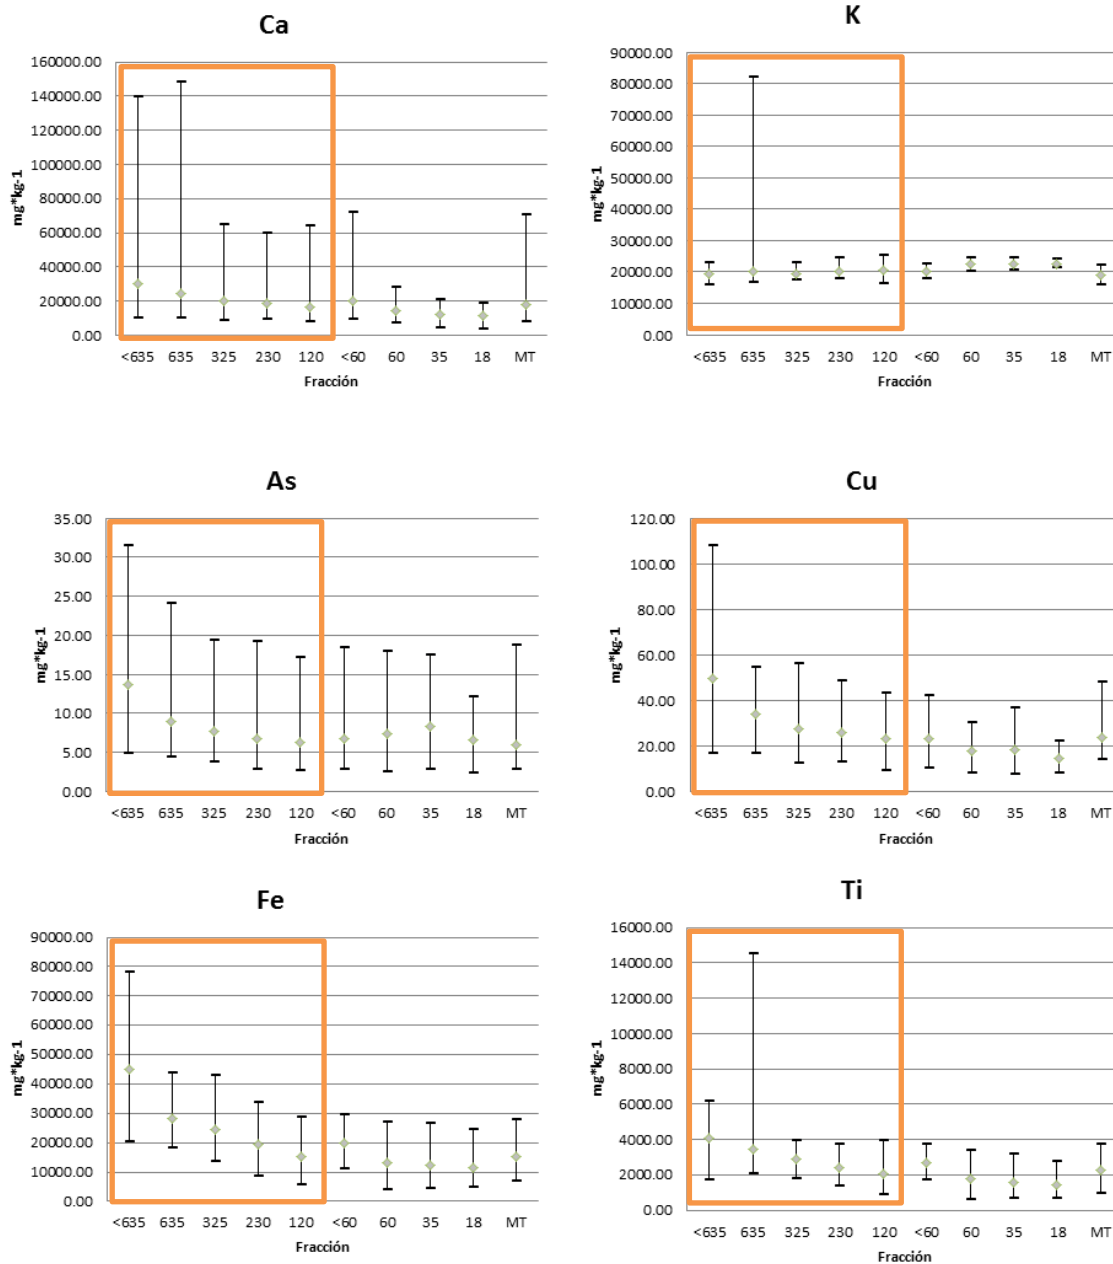 Ca
160000.00
140000.00
120000.00
100000.00
80000.00
60000.00
40000.00
20000.00
0.00
mg*kg-1
<635 635 325 230 120 <60 60 35 18 MT
Fracción
K
90000.00
80000.00
70000.00
60000.00
50000.00
40000.00
30000.00
20000.00
10000.00
0.00
mg*kg-1
<635 635 325 230 120 <60 60 35 18 MT
Fracción
As
35.00
30.00
25.00
20.00
15.00
10.00
5.00
0.00
mg*kg-1
<635 635 325 230 120 <60 60 35 18 MT
Fracción
Cu
120.00
100.00
80.00
60.00
40.00
20.00
0.00
mg*kg-1
<635 635 325 230 120 <60 60 35 18 MT
Fracción
Fe
90000.00
80000.00
70000.00
60000.00
50000.00
40000.00
30000.00
20000.00
10000.00
0.00
mg*kg-1
<635 635 325 230 120 <60 60 35 18 MT
Fracción
Ti
16000.00
14000.00
12000.00
10000.00
8000.00
6000.00
4000.00
2000.00
0.00
mg*kg-1
<635 635 325 230 120 <60 60 35 18 MT
Fracción